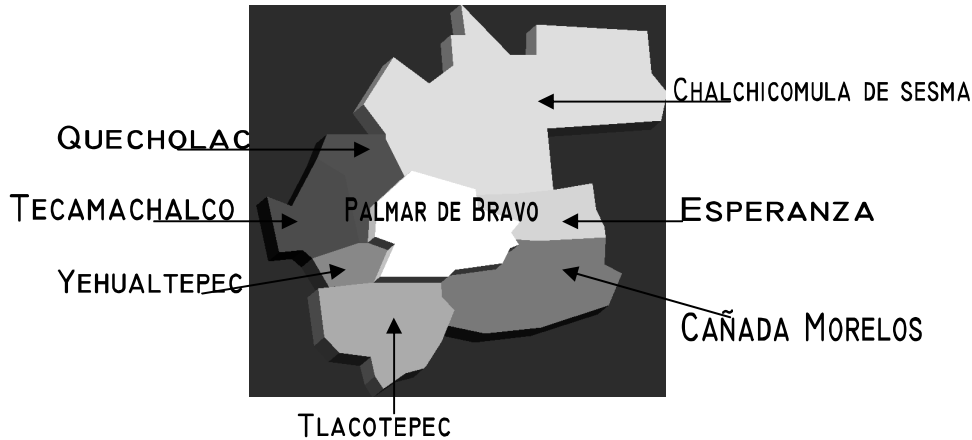 Chalchicomula de sesma
Quecholac
Tecamachalco
Palmar de Bravo
Esperanza
Yehualtepec
Cañada Morelos
Tlacotepec